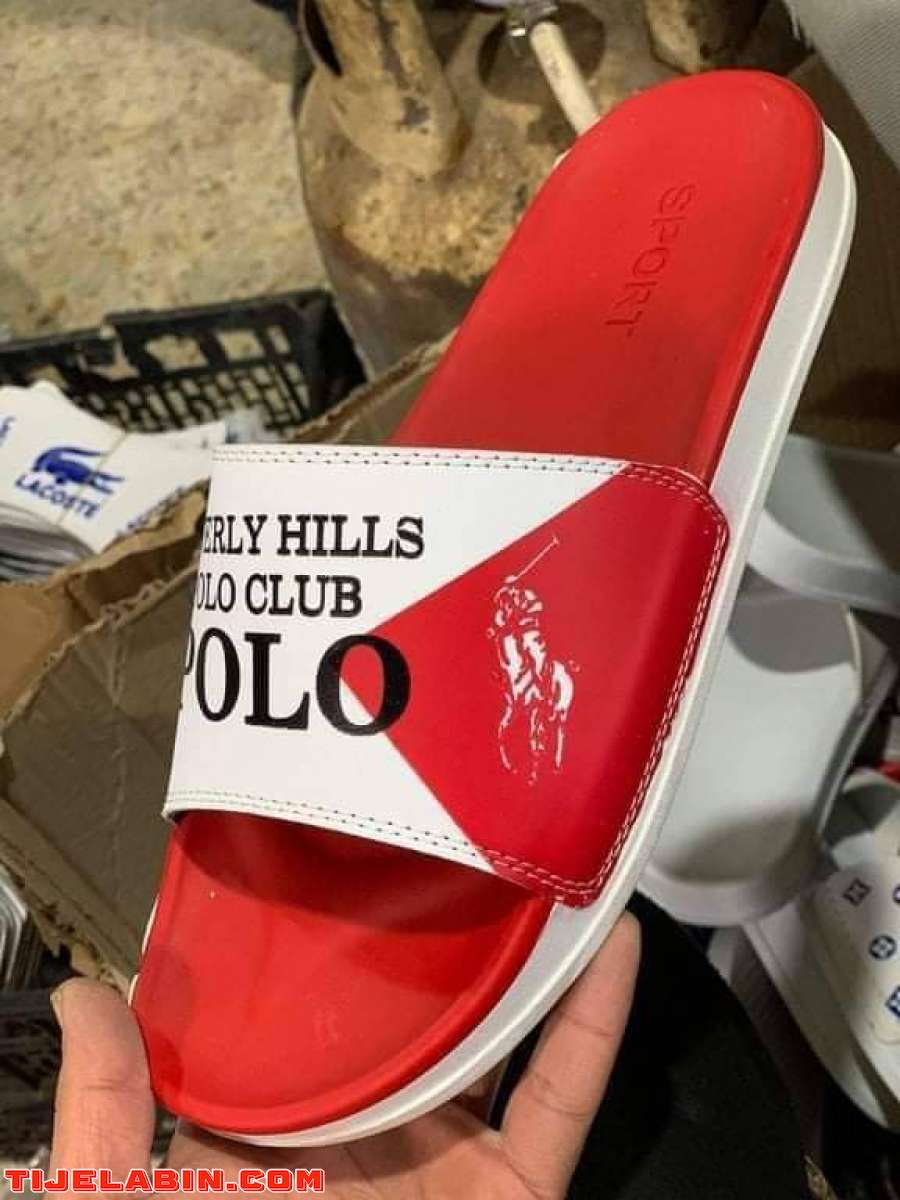 SPORT
LACOSTE
ERLY HILLS
OLO CLUB
POLO
TIJELABIN.COM